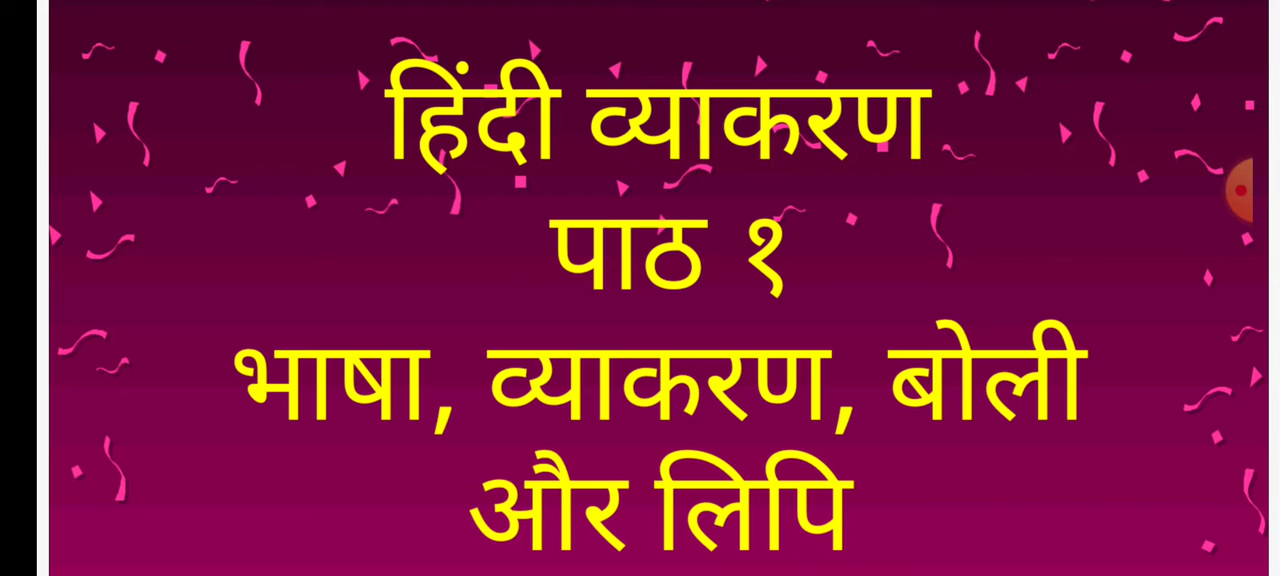 हिंदी व्याकरण
पाठ १
भाषा, व्याकरण, बोली
और लिपि